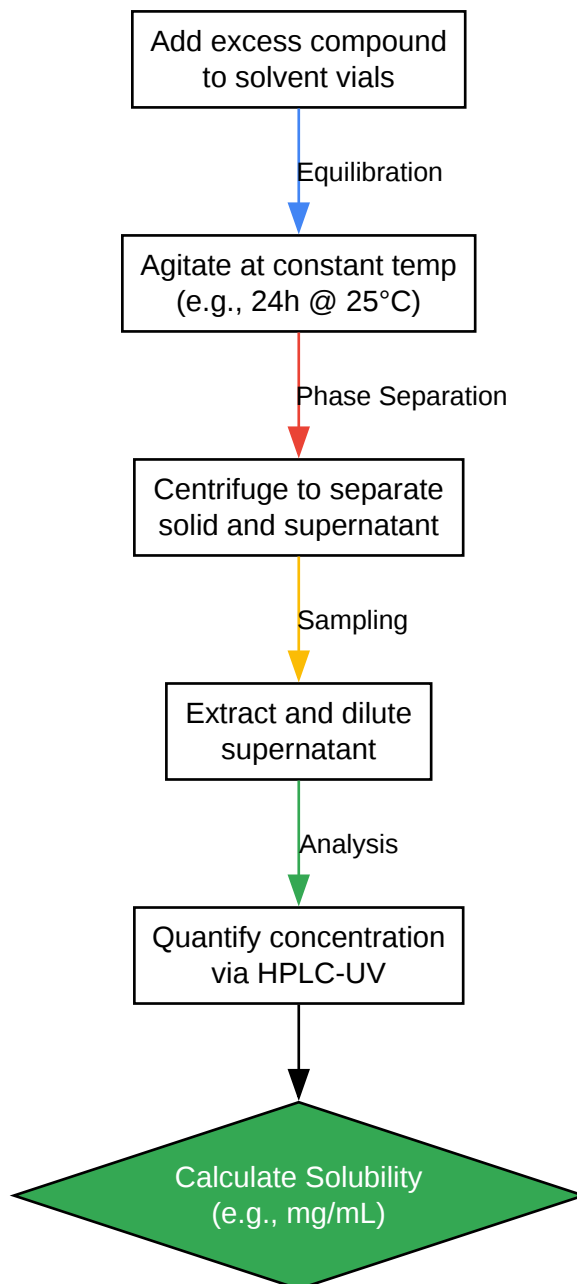 Add excess compound
to solvent vials
Equilibration
Agitate at constant temp
(e.g., 24h @ 25°C)
Phase Separation
Centrifuge to separate
solid and supernatant
Sampling
Extract and dilute
supernatant
Analysis
Quantify concentration
via HPLC-UV
Calculate Solubility
(e.g., mg/mL)